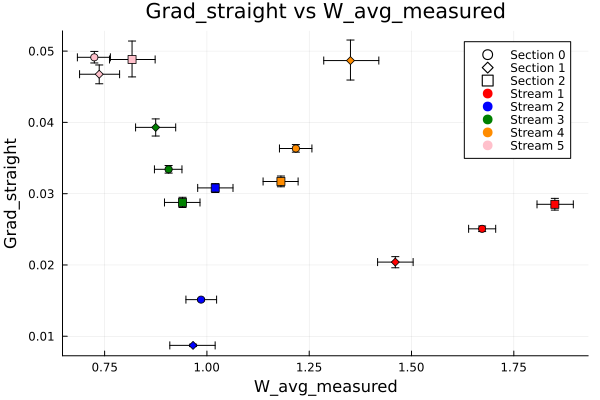 Grad_straight vs W_avg_measured
Grad_straight
0.05
0.04
0.03
0.02
0.01
Section 0
Section 1
Section 2
Stream 1
Stream 2
Stream 3
Stream 4
Stream 5
0.75
1.00
1.25
1.50
1.75
W_avg_measured